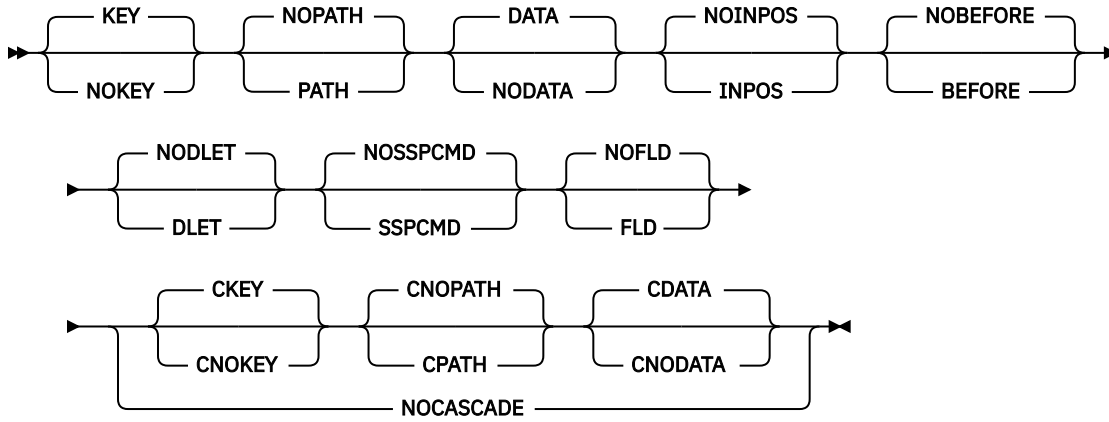 KEY NOPATH DATA NOINPOS NOBEFORE
NOKEY PATH NODATA INPOS BEFORE
NODLET NOSSPCMD NOFLD
DLET SSPCMD FLD
CKEY CNOPATH CDATA
CNOKEY CPATH CNODATA
NOCASCADE